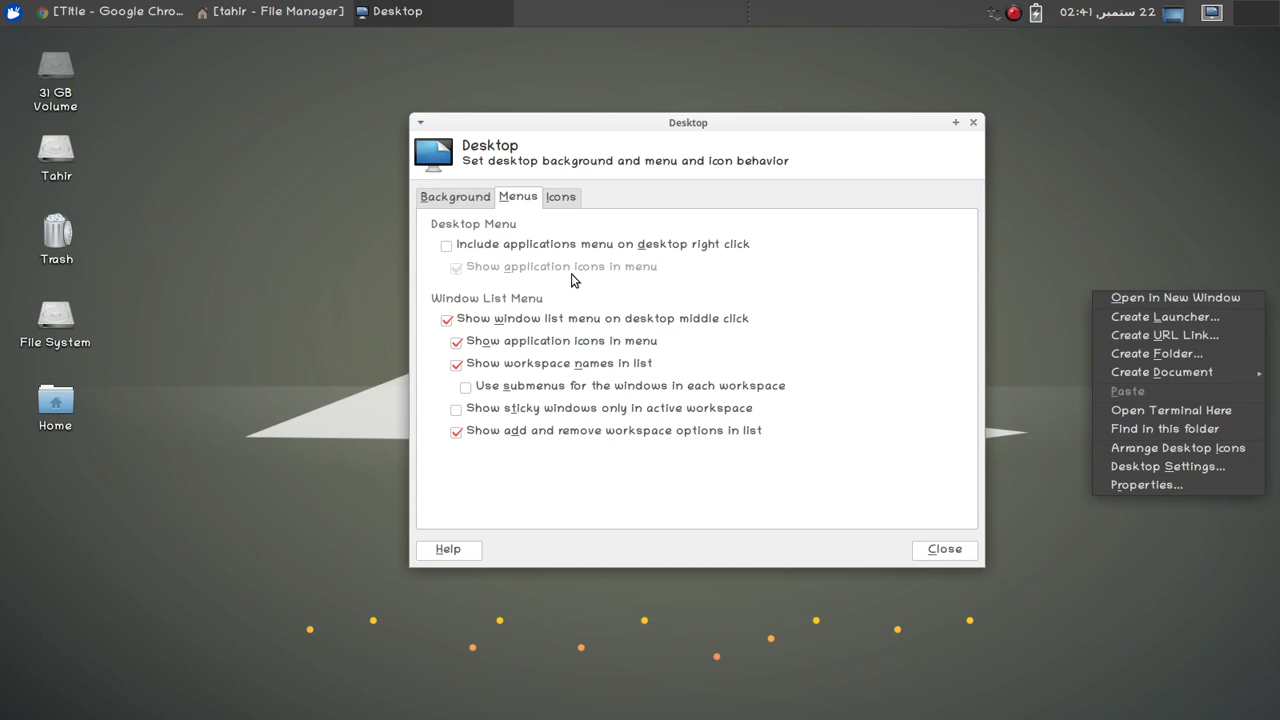 [Title - Google Chro...
[tahir - File Manager]
Desktop
22 ستمبر, 02:41
31 GB
Volume
Tahir
Trash
File System
Home
Desktop
Desktop
Set desktop background and menu and icon behavior
Background
Menus
Icons
Desktop Menu
Include applications menu on desktop right click
Show application icons in menu
Window List Menu
Show window list menu on desktop middle click
Show application icons in menu
Show workspace names in list
Use submenus for the windows in each workspace
Show sticky windows only in active workspace
Show add and remove workspace options in list
Help
Close
Open in New Window
Create Launcher...
Create URL Link...
Create Folder...
Create Document
Paste
Open Terminal Here
Find in this folder
Arrange Desktop Icons
Desktop Settings...
Properties...